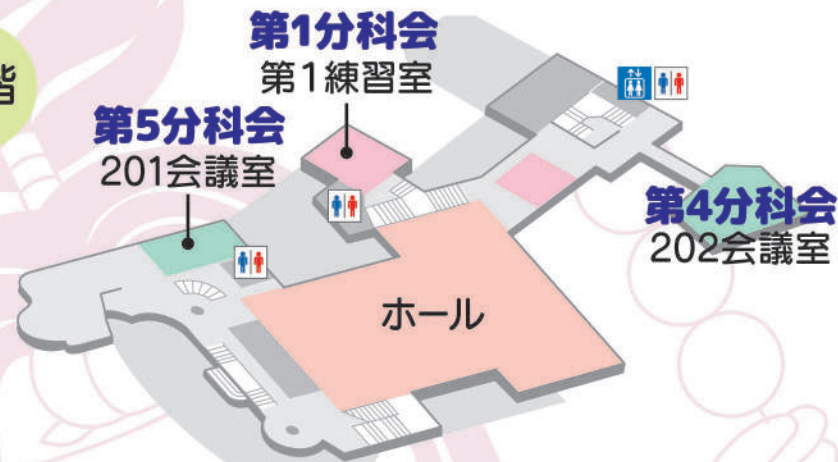 階
第1分科会
第1練習室
第5分科会
201会議室
第4分科会
202会議室
ホール